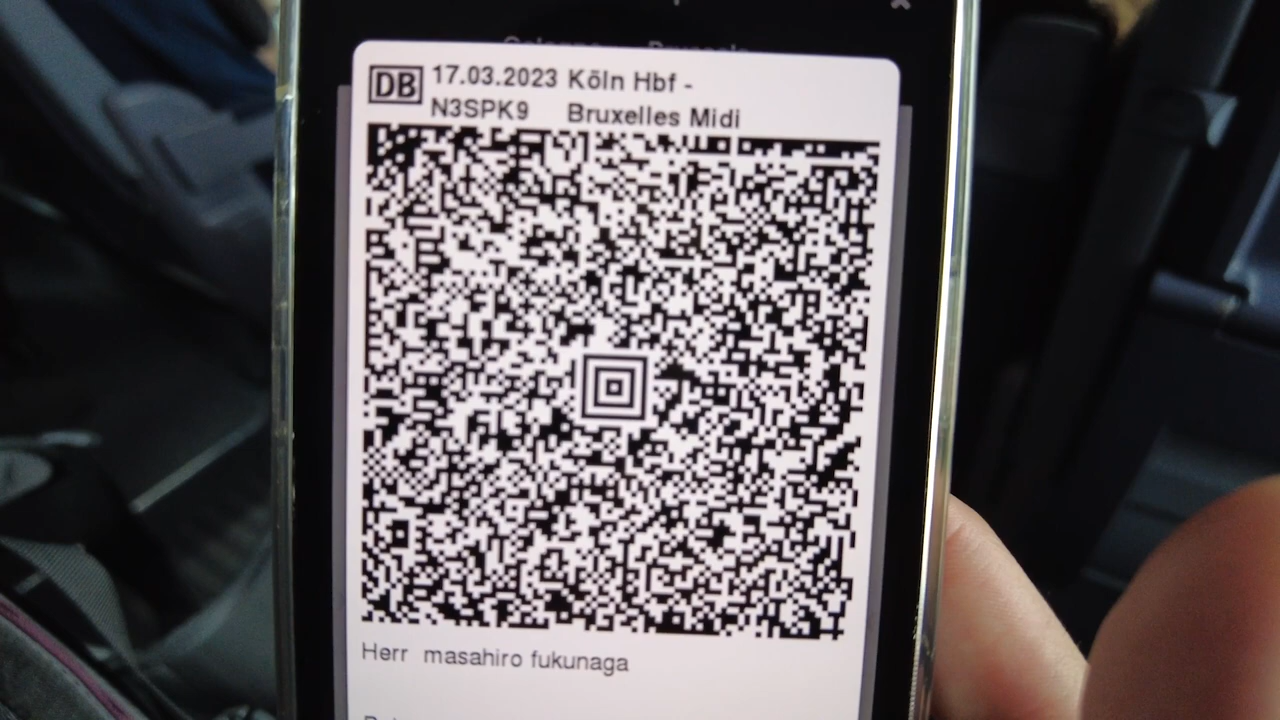 DB
17.03.2023 Köln Hbf -
N3SPK9 Bruxelles Midi
Herr masahiro fukunaga